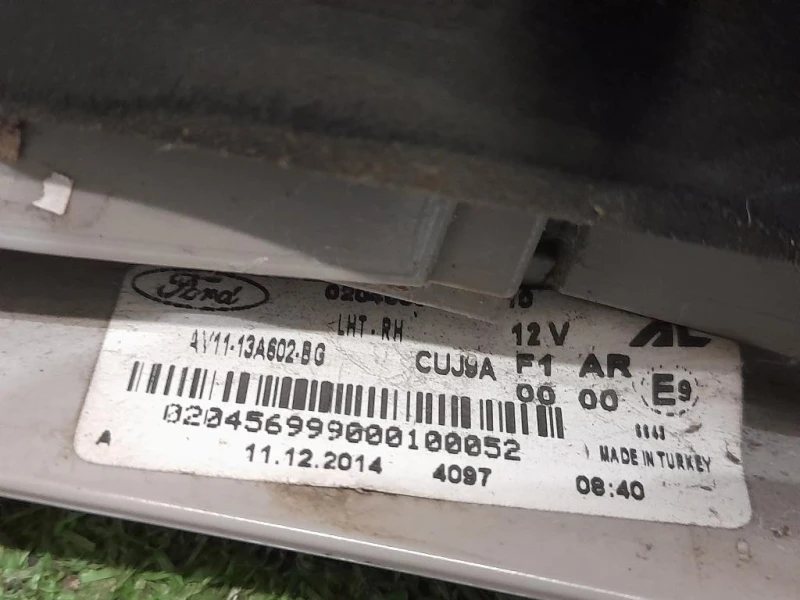 Ford
LHT-RH 12V
AV11-13A602-BG CUJ9A F1 AR
00 00 E9
020456999000100052
A 11.12.2014 4097 08:40
MADE IN TURKEY